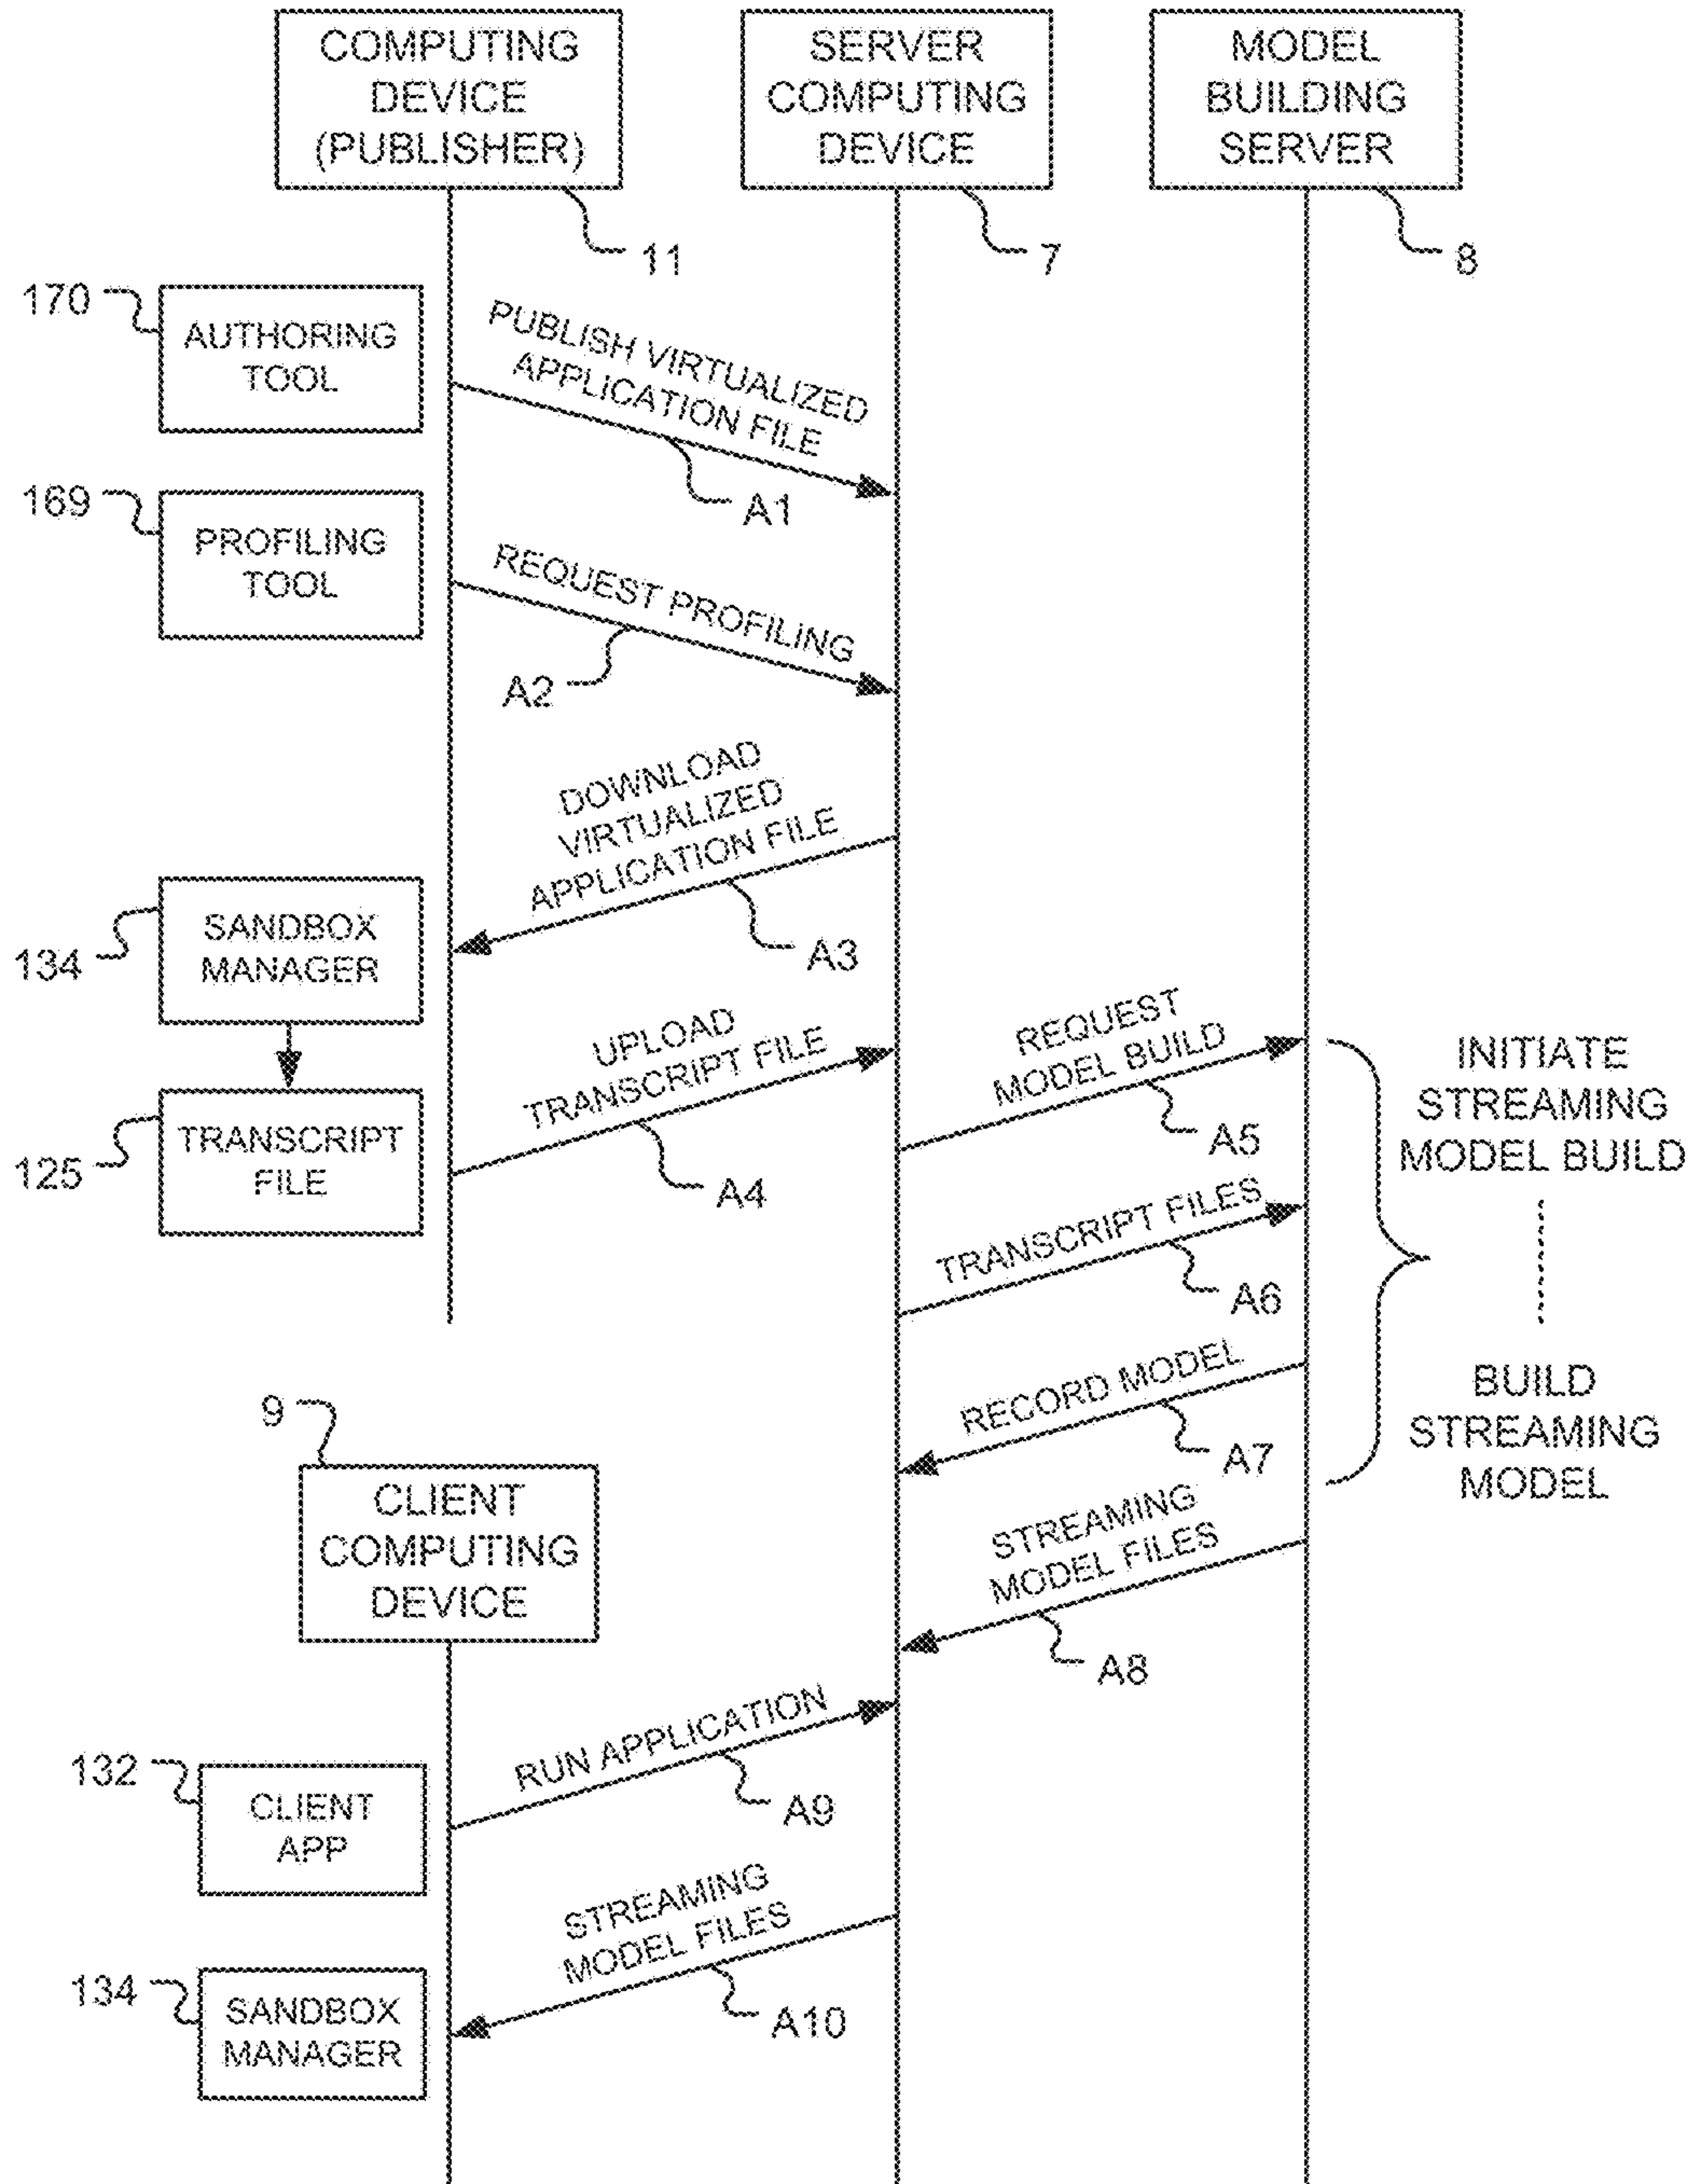 COMPUTING
DEVICE
(PUBLISHER)
SERVER
COMPUTING
DEVICE
MODEL
BUILDING
SERVER
11
7
8
170
AUTHORING
TOOL
PUBLISH VIRTUALIZED
APPLICATION FILE
A1
169
PROFILING
TOOL
REQUEST PROFILING
A2
DOWNLOAD
VIRTUALIZED
APPLICATION FILE
A3
134
SANDBOX
MANAGER
UPLOAD
TRANSCRIPT FILE
A4
125
TRANSCRIPT
FILE
REQUEST
MODEL BUILD
A5
INITIATE
STREAMING
MODEL BUILD
TRANSCRIPT FILES
A6
RECORD MODEL
A7
BUILD
STREAMING
MODEL
9
CLIENT
COMPUTING
DEVICE
STREAMING
MODEL FILES
A8
RUN APPLICATION
A9
132
CLIENT
APP
STREAMING
MODEL FILES
A10
134
SANDBOX
MANAGER